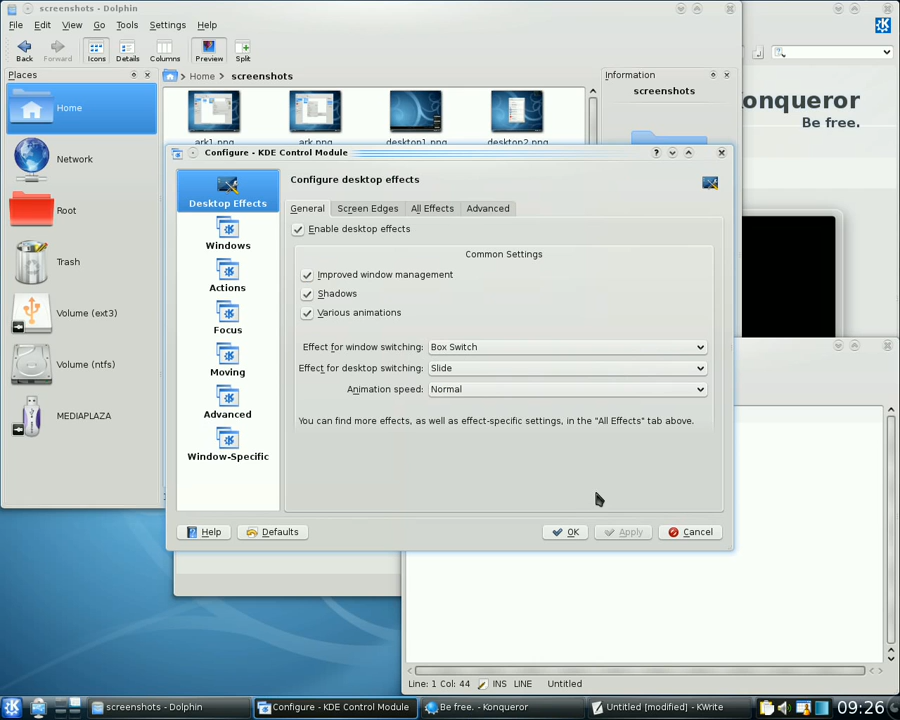 screenshots - Dolphin
File Edit View Go Tools Settings Help
Back Forward Icons Details Columns Preview Split
Places
Home > screenshots
Information
screenshots
Home
Network
Root
Trash
Volume (ext3)
Volume (ntfs)
MEDIAPLAZA
ark1.png ark2.png desktop1.png desktop2.png
onqueror
Be free.
Configure - KDE Control Module
Desktop Effects
Windows
Actions
Focus
Moving
Advanced
Window-Specific
Configure desktop effects
General Screen Edges All Effects Advanced
Enable desktop effects
Common Settings
Improved window management
Shadows
Various animations
Effect for window switching: Box Switch
Effect for desktop switching: Slide
Animation speed: Normal
You can find more effects, as well as effect-specific settings, in the "All Effects" tab above.
Help Defaults OK Apply Cancel
Line: 1 Col: 44 INS LINE Untitled
screenshots - Dolphin Configure - KDE Control Module Be free. - Konqueror Untitled [modified] - KWrite 09:26